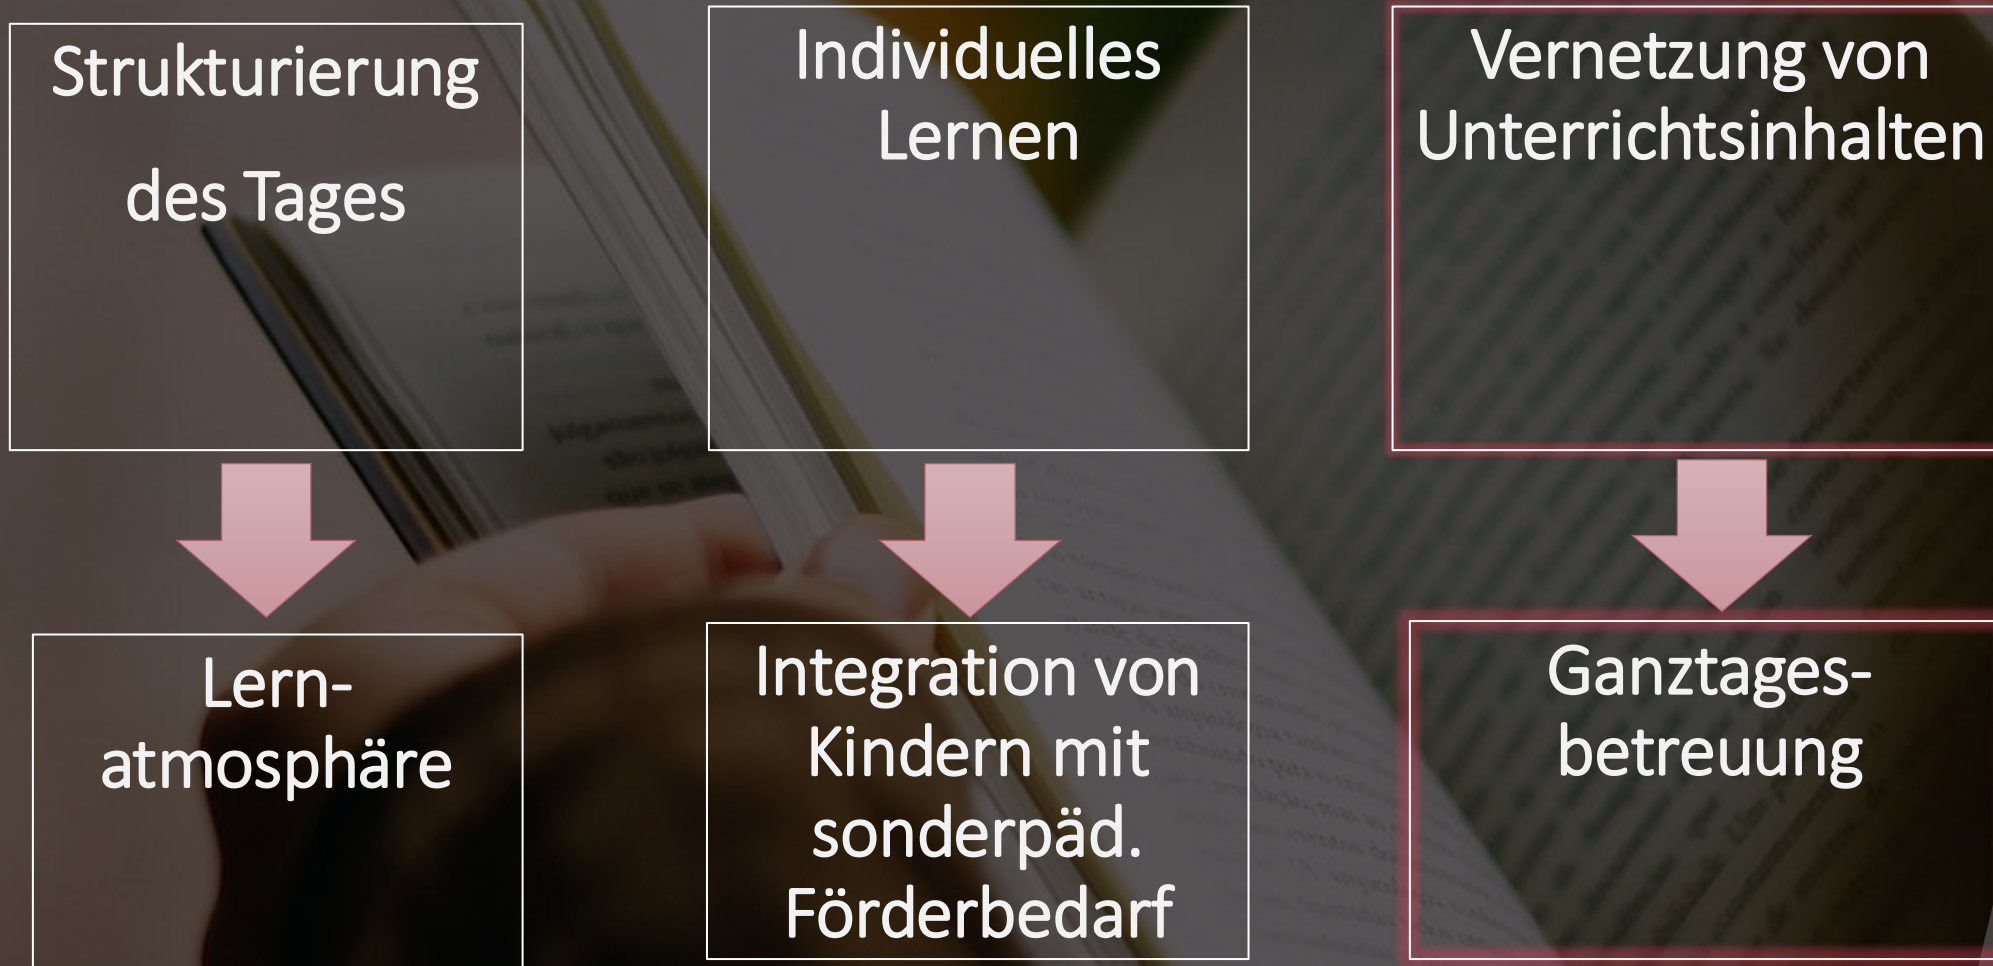 Strukturierung
des Tages
Individuelles
Lernen
Vernetzung von
Unterrichtsinhalten
Lern-
atmosphäre
Integration von
Kindern mit
sonderpäd.
Förderbedarf
Ganztages-
betreuung